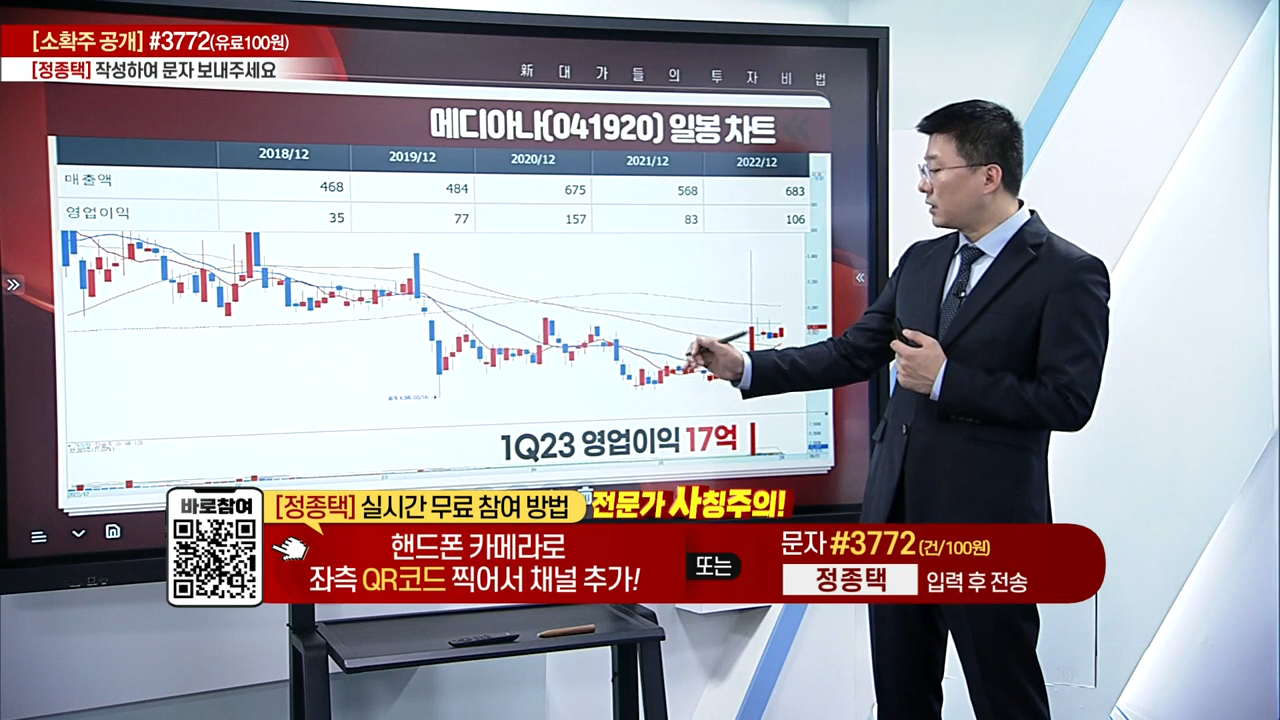 [소확주 공개] #3772(유료100원)
[정종택] 작성하여 문자 보내주세요
新 대 가 들 의 투 자 비 법
메디아나(041920) 일봉 차트
2018/12 2019/12 2020/12 2021/12 2022/12
매출액 468 484 675 568 683
영업이익 35 77 157 83 106
1Q23 영업이익 17억
바로참여
[정종택] 실시간 무료 참여 방법
전문가 사칭주의!
핸드폰 카메라로
좌측 QR코드 찍어서 채널 추가!
또는
문자 #3772 (건/100원)
정종택 입력 후 전송